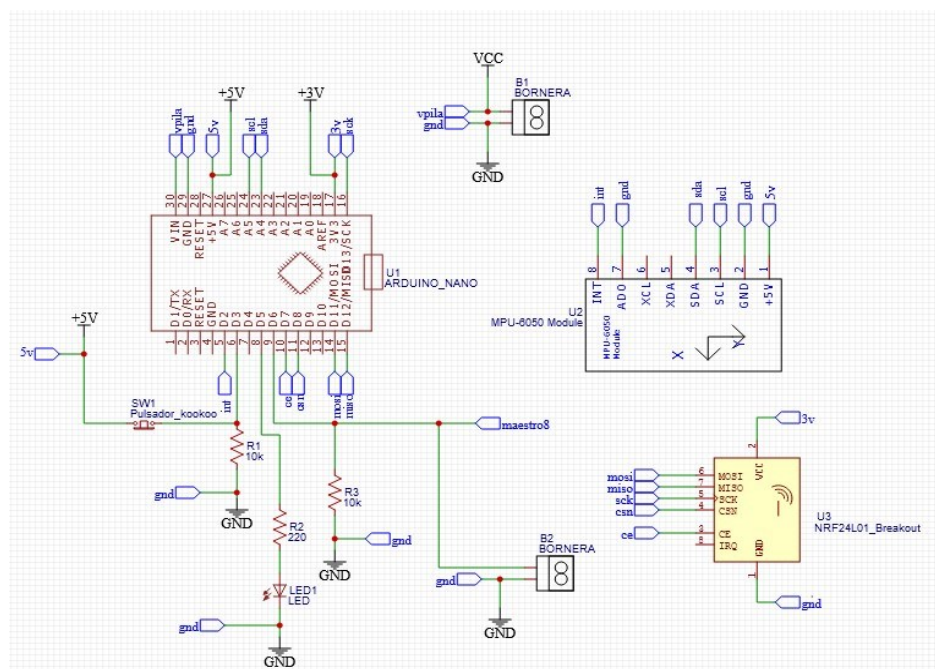 VCC
B1
BORNERA
vpila
gnd
GND
+5V
+3V
vpila
gnd
5v
scl
sda
3v
sck
30
29
28
27
26
25
24
23
22
21
20
19
18
17
16
VIN
GND
RESET
+5V
A7
A6
A5
A4
A3
A2
A1
A0
AREF
3V3
D13/SCK
U1
ARDUINO_NANO
D1/TX
D0/RX
RESET
GND
D2
D3
D4
D5
D6
D7
D8
D9
D10
D11/MOSI
D12/MISO
1
2
3
4
5
6
7
8
9
10
11
12
13
14
15
int
ce
csn
mosi
miso
int
gnd
sda
scl
gnd
5v
8
7
6
5
4
3
2
1
INT
ADO
XCL
XDA
SDA
SCL
GND
+5V
U2
MPU-6050 Module
MPU-6050
Module
X
Y
+5V
5v
SW1
Pulsador_kookoo
R1
10k
gnd
GND
maestro8
R3
10k
gnd
GND
R2
220
LED1
LED
gnd
GND
B2
BORNERA
gnd
GND
3v
2
VCC
mosi
6
MOSI
miso
7
MISO
sck
5
SCK
csn
4
CSN
ce
3
CE
8
IRQ
GND
1
gnd
U3
NRF24L01_Breakout